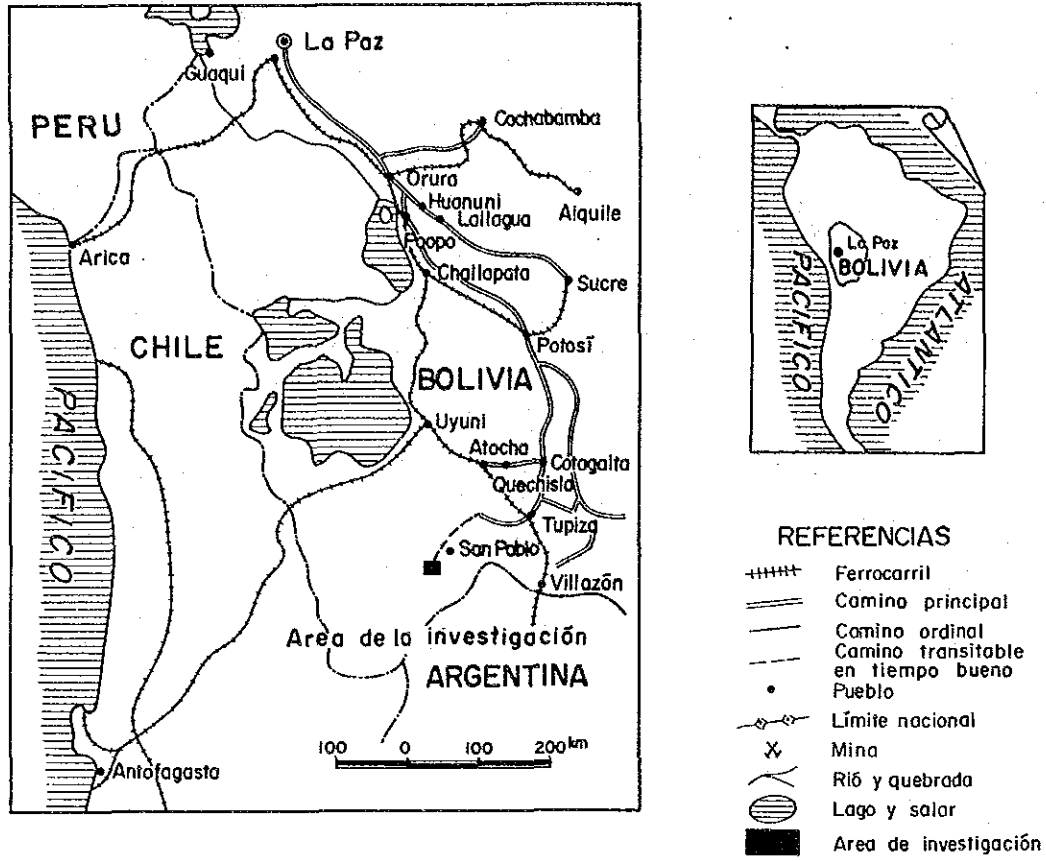 La Paz
Guaqui
PERU
Cochabamba
Orura
Huanuni
Lallagua
Aiquile
Poopo
Arica
Challapata
Sucre
CHILE
Potosī
BOLIVIA
PACIFICO
Uyuni
Atocha
Cotagaita
Quechisla
Tupiza
San Pablo
Villazōn
Area de la investigaciōn
ARGENTINA
100 0 100 200 km
Antofagasta
La Paz
BOLIVIA
PACIFICO
ATLANTICO
REFERENCIAS
Ferrocarril
Camino principal
Camino ordinal
Camino transitable
en tiempo bueno
Pueblo
Límite nacional
Mina
Rió y quebrada
Lago y salar
Area de investigación